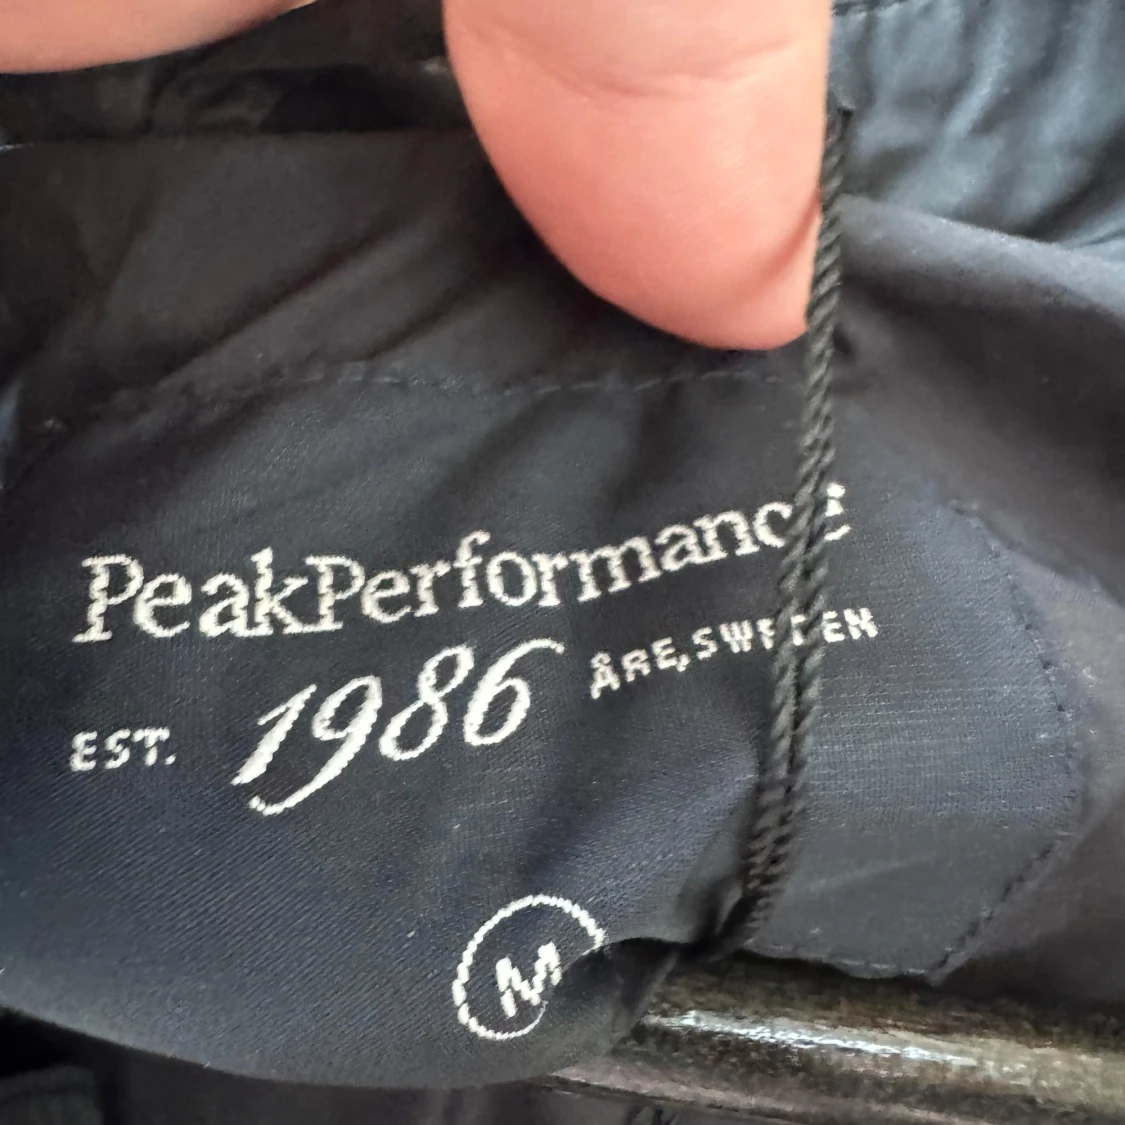 PeakPerformance
EST. 1986 ÅRE, SWEDEN
M